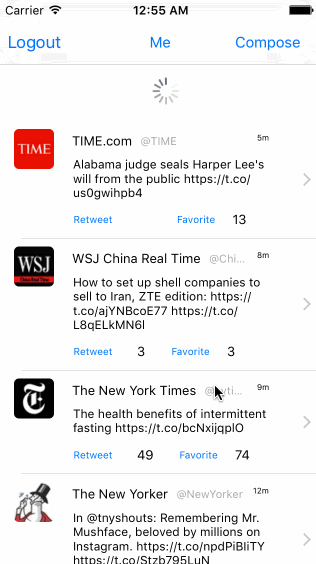 Carrier 12:55 AM
Logout Me Compose
TIME TIME.com @TIME 5m
Alabama judge seals Harper Lee's
will from the public https://t.co/
us0gwihpb4
Retweet Favorite 13
WSJ WSJ China Real Time @Chi... 8m
How to set up shell companies to
sell to Iran, ZTE edition: https://
t.co/ajYNBcoE77 https://t.co/
L8qELkMN6l
Retweet 3 Favorite 3
The New York Times 9m
The health benefits of intermittent
fasting https://t.co/bcNxijqplO
Retweet 49 Favorite 74
The New Yorker @NewYorker 12m
In @tnyshouts: Remembering Mr.
Mushface, beloved by millions on
Instagram. https://t.co/npdPiBIiTY
https://t.co/Stzb795LuN